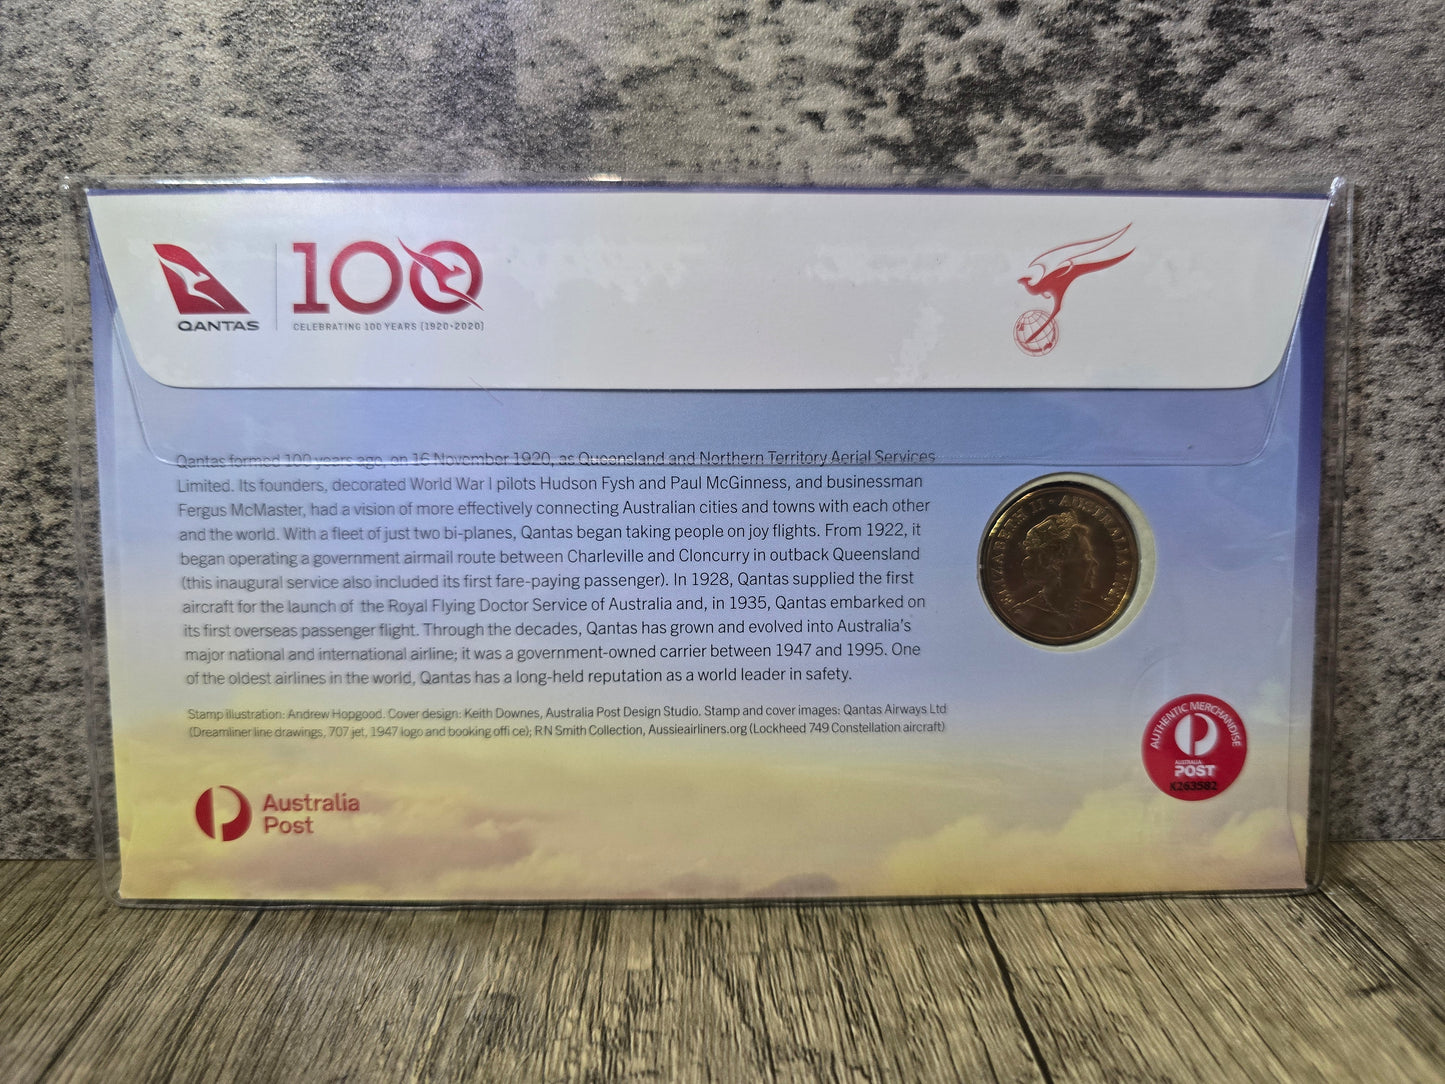 QANTAS
100
CELEBRATING 100 YEARS (1920-2020)
Qantas formed 100 years ago, on 16 November 1920, as Queensland and Northern Territory Aerial Services
Limited. Its founders, decorated World War I pilots Hudson Fysh and Paul McGinness, and businessman
Fergus McMaster, had a vision of more effectively connecting Australian cities and towns with each other
and the world. With a fleet of just two bi-planes, Qantas began taking people on joy flights. From 1922, it
began operating a government airmail route between Charleville and Cloncurry in outback Queensland
(this inaugural service also included its first fare-paying passenger). In 1928, Qantas supplied the first
aircraft for the launch of the Royal Flying Doctor Service of Australia and, in 1935, Qantas embarked on
its first overseas passenger flight. Through the decades, Qantas has grown and evolved into Australia's
major national and international airline; it was a government-owned carrier between 1947 and 1995. One
of the oldest airlines in the world, Qantas has a long-held reputation as a world leader in safety.
Stamp illustration: Andrew Hopgood. Cover design: Keith Downes, Australia Post Design Studio. Stamp and cover images: Qantas Airways Ltd
(Dreamliner line drawings, 707 jet, 1947 logo and booking offi ce); RN Smith Collection, Aussieairliners.org (Lockheed 749 Constellation aircraft)
ELIZABETH II · AUSTRALIA
AUTHENTIC MERCHANDISE
AUSTRALIA
POST
K263582
Australia
Post